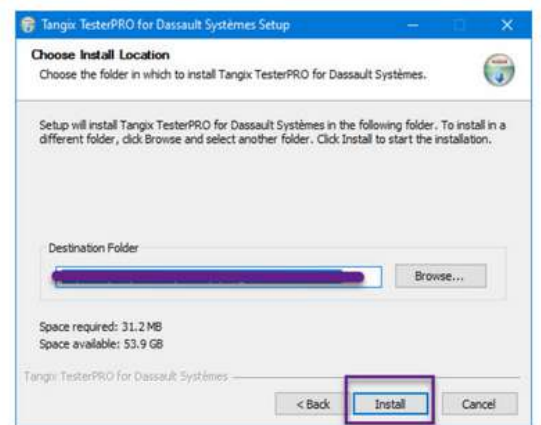 Tangix TesterPRO for Dassault Systèmes Setup
Choose Install Location
Choose the folder in which to install Tangix TesterPRO for Dassault Systèmes.
Setup will install Tangix TesterPRO for Dassault Systèmes in the following folder. To install in a
different folder, click Browse and select another folder. Click Install to start the installation.
Destination Folder
Browse...
Space required: 31.2 MB
Space available: 53.9 GB
Tangix TesterPRO for Dassault Systèmes
< Back Install Cancel